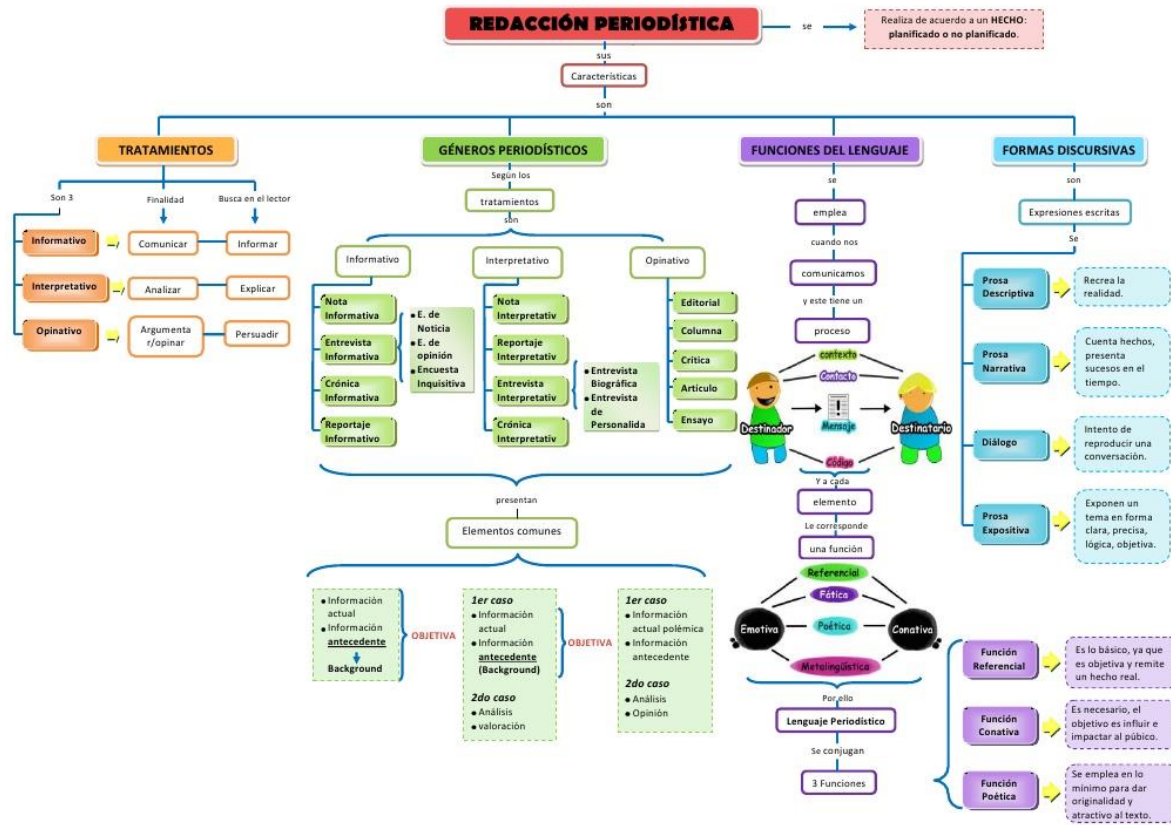 REDACCIÓN PERIODÍSTICA
se
Realiza de acuerdo a un HECHO:
planificado o no planificado.
sus
Características
son
TRATAMIENTOS
Son 3
Finalidad
Busca en el lector
Informativo
Comunicar
Informar
Interpretativo
Analizar
Explicar
Opinativo
Argumenta
r/opinar
Persuadir
GÉNEROS PERIODÍSTICOS
Según los
tratamientos
son
Informativo
Nota
Informativa
Entrevista
Informativa
Crónica
Informativa
Reportaje
Informativo
• E. de
Noticia
• E. de
opinión
• Encuesta
Inquisitiva
Interpretativo
Nota
Interpretativ
Reportaje
Interpretativ
Entrevista
Interpretativ
Crónica
Interpretativ
• Entrevista
Biográfica
• Entrevista
de
Personalida
Opinativo
Editorial
Columna
Crítica
Artículo
Ensayo
presentan
Elementos comunes
• Información
actual
• Información
antecedente
Background
OBJETIVA
1er caso
• Información
actual
• Información
antecedente
(Background)
2do caso
• Análisis
• valoración
OBJETIVA
1er caso
• Información
actual polémica
• Información
antecedente
2do caso
• Análisis
• Opinión
FUNCIONES DEL LENGUAJE
se
emplea
cuando nos
comunicamos
y este tiene un
proceso
contexto
Contacto
Destinador
Mensaje
Destinatario
Código
Y a cada
elemento
Le corresponde
una función
Referencial
Fática
Emotiva
Poética
Conativa
Metalingüística
Por ello
Lenguaje Periodístico
Se conjugan
3 Funciones
Función
Referencial
Es lo básico, ya que
es objetiva y remite
un hecho real.
Función
Conativa
Es necesario, el
objetivo es influir e
impactar al púbico.
Función
Poética
Se emplea en lo
mínimo para dar
originalidad y
atractivo al texto.
FORMAS DISCURSIVAS
son
Expresiones escritas
Se
Prosa
Descriptiva
Recrea la
realidad.
Prosa
Narrativa
Cuenta hechos,
presenta
sucesos en el
tiempo.
Diálogo
Intento de
reproducir una
conversación.
Prosa
Expositiva
Exponen un
tema en forma
clara, precisa,
lógica, objetiva.